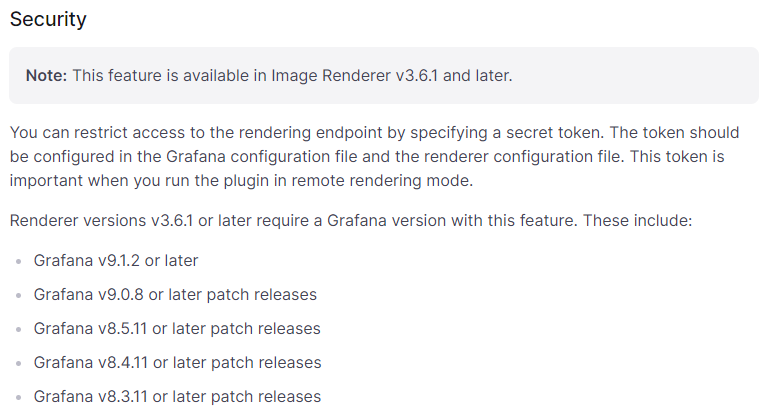 Security
Note: This feature is available in Image Renderer v3.6.1 and later.
You can restrict access to the rendering endpoint by specifying a secret token. The token should
be configured in the Grafana configuration file and the renderer configuration file. This token is
important when you run the plugin in remote rendering mode.
Renderer versions v3.6.1 or later require a Grafana version with this feature. These include:
Grafana v9.1.2 or later
Grafana v9.0.8 or later patch releases
Grafana v8.5.11 or later patch releases
Grafana v8.4.11 or later patch releases
Grafana v8.3.11 or later patch releases